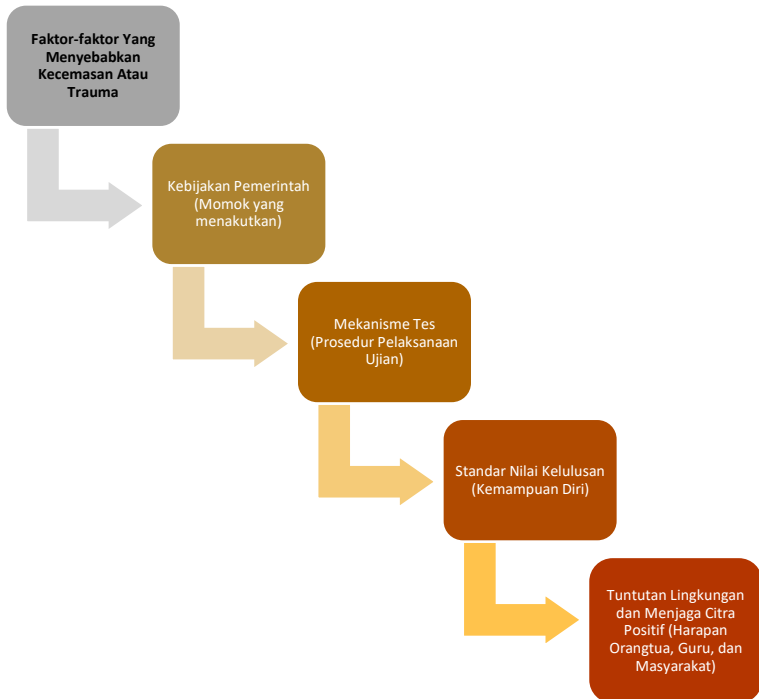 Faktor-faktor Yang
Menyebabkan
Kecemasan Atau
Trauma
Kebijakan Pemerintah
(Momok yang
menakutkan)
Mekanisme Tes
(Prosedur Pelaksanaan
Ujian)
Standar Nilai Kelulusan
(Kemampuan Diri)
Tuntutan Lingkungan
dan Menjaga Citra
Positif (Harapan
Orangtua, Guru, dan
Masyarakat)